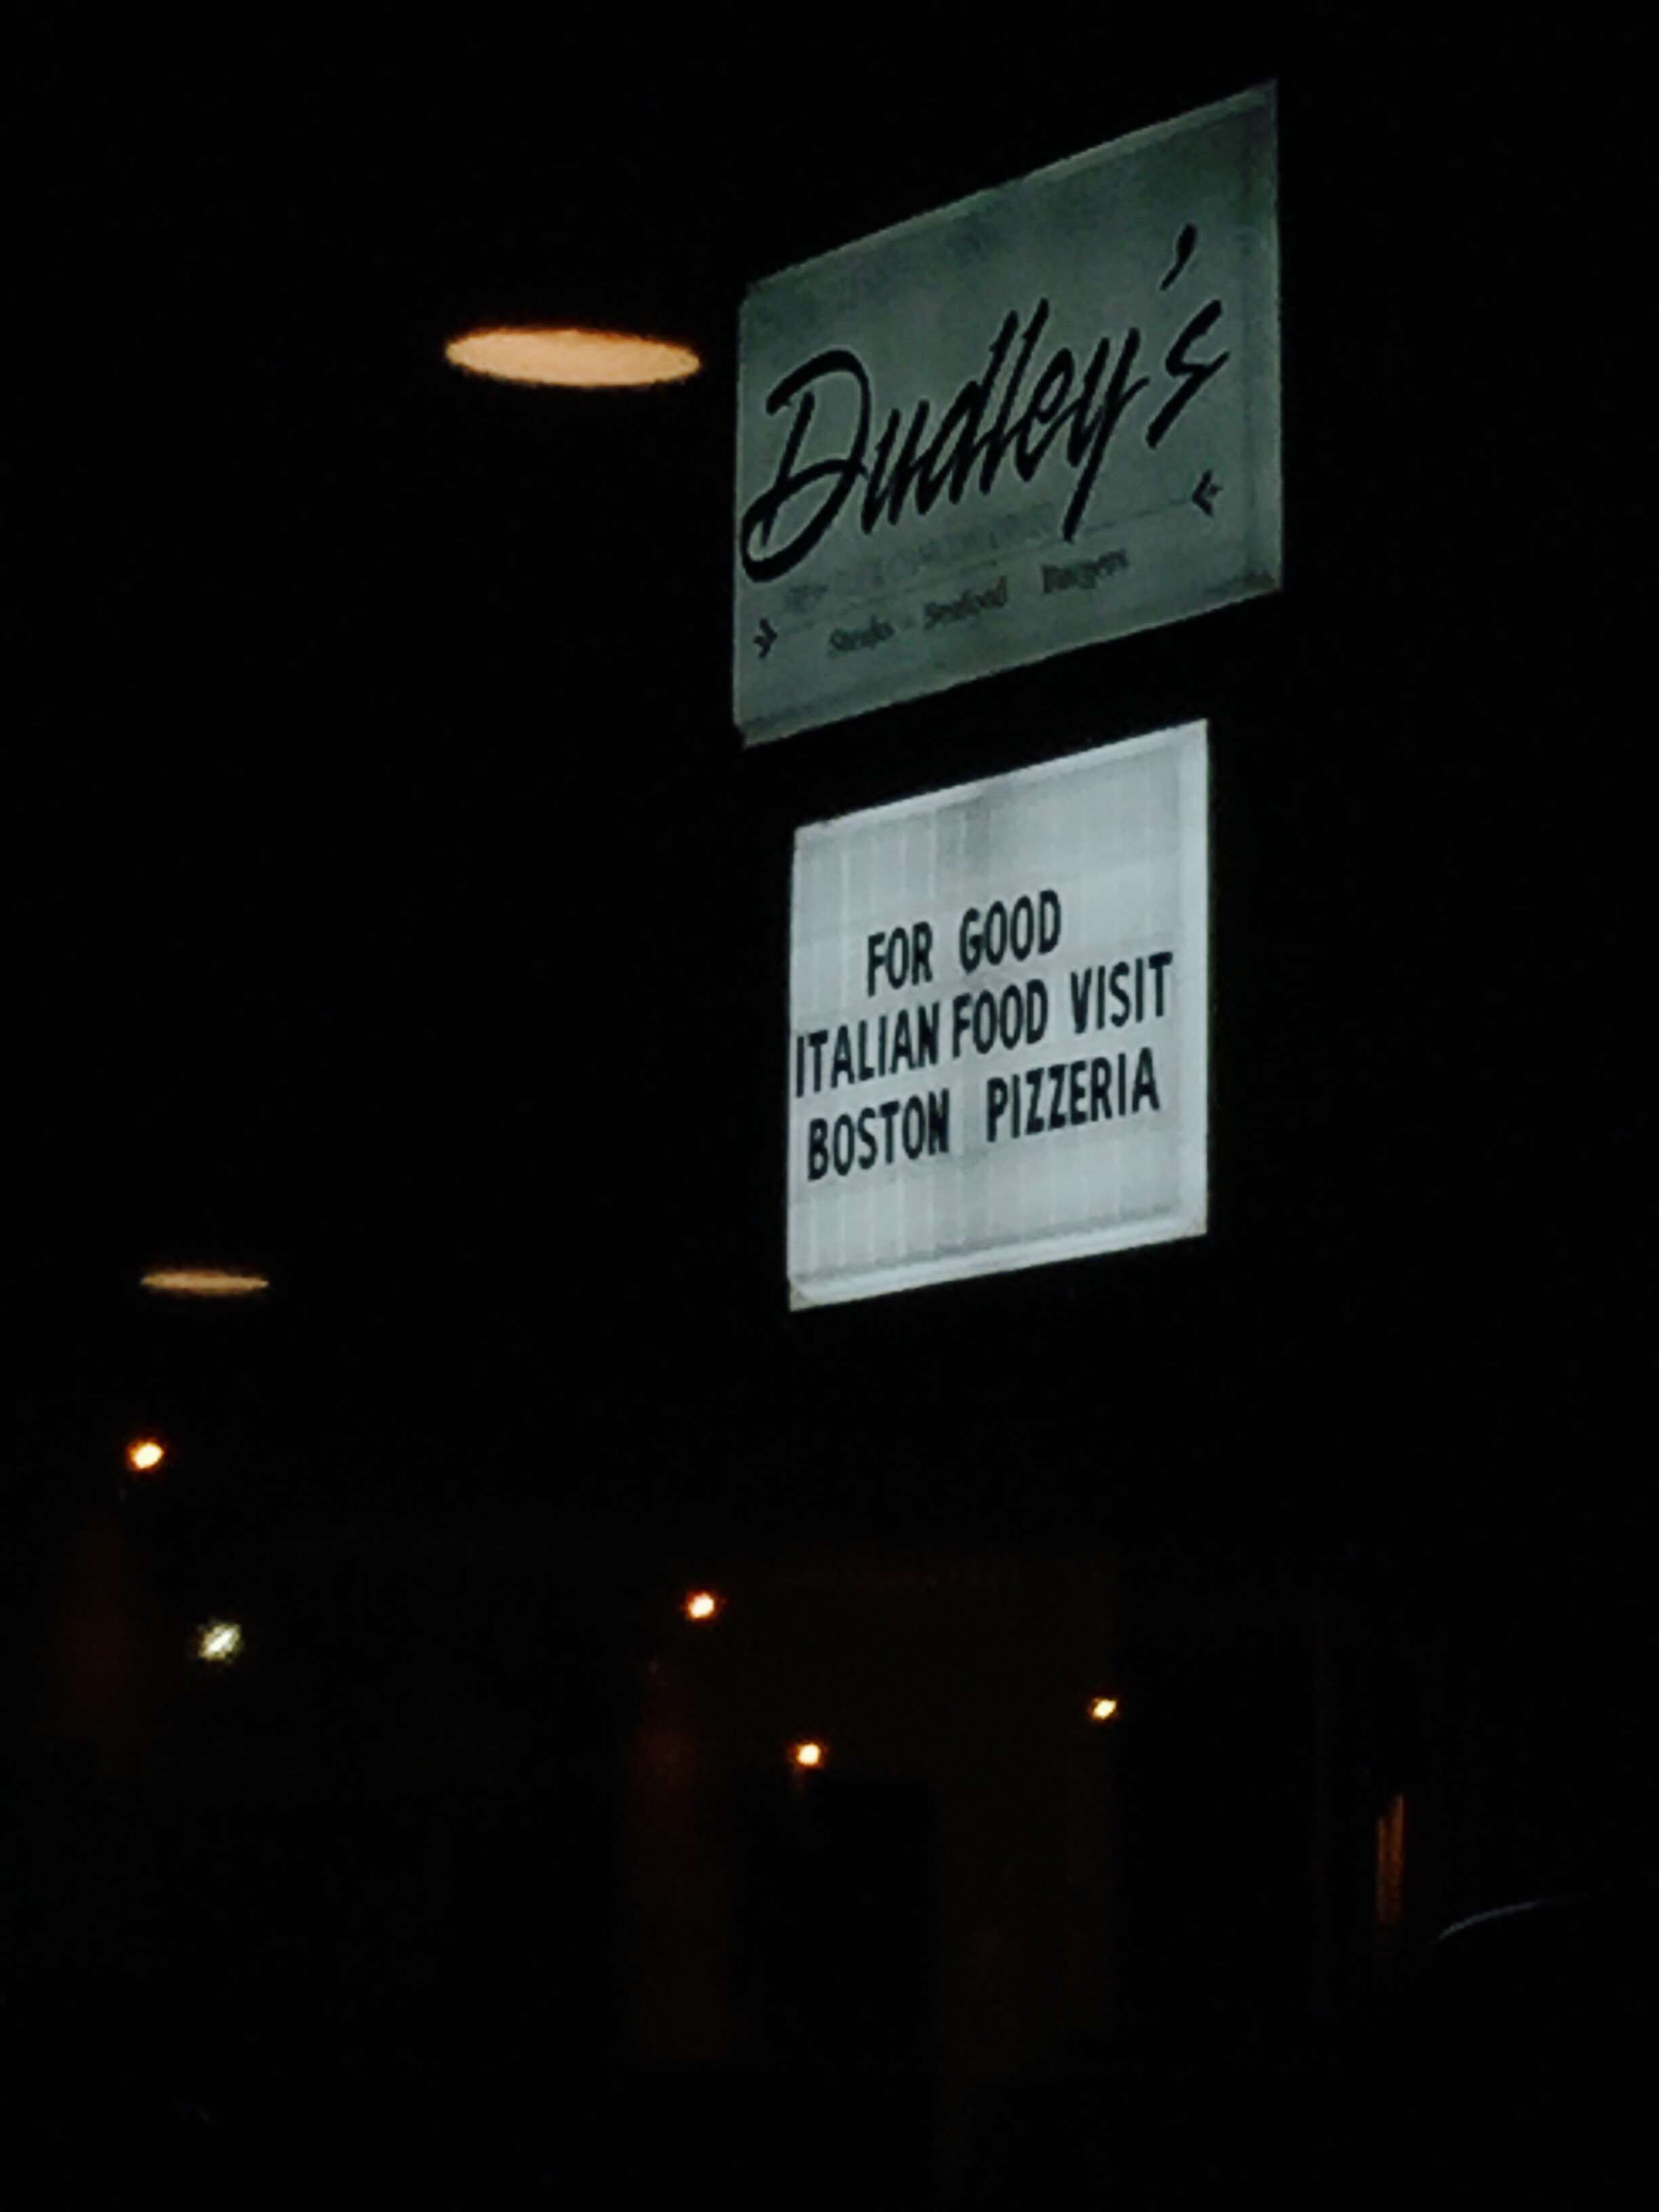 Dudley's
Steaks - Seafood Burgers
FOR GOOD
ITALIAN FOOD VISIT
BOSTON PIZZERIA